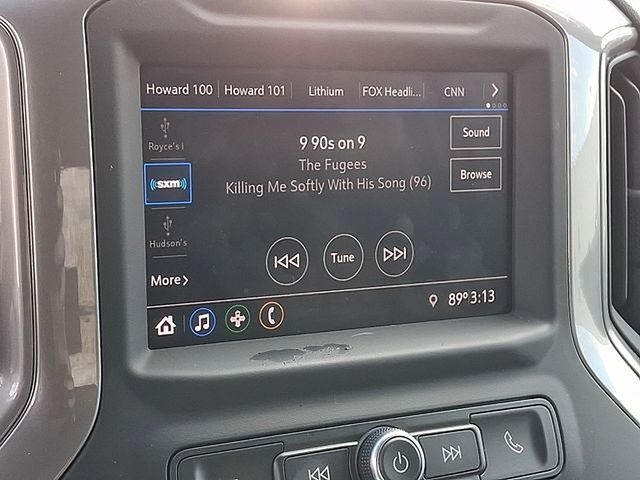 Howard 100 Howard 101 Lithium FOX Headli... CNN
Royce's i
9 90s on 9
Sound
The Fugees
Killing Me Softly With His Song (96)
Browse
((sxm))
Hudson's
Tune
More
89° 3:13